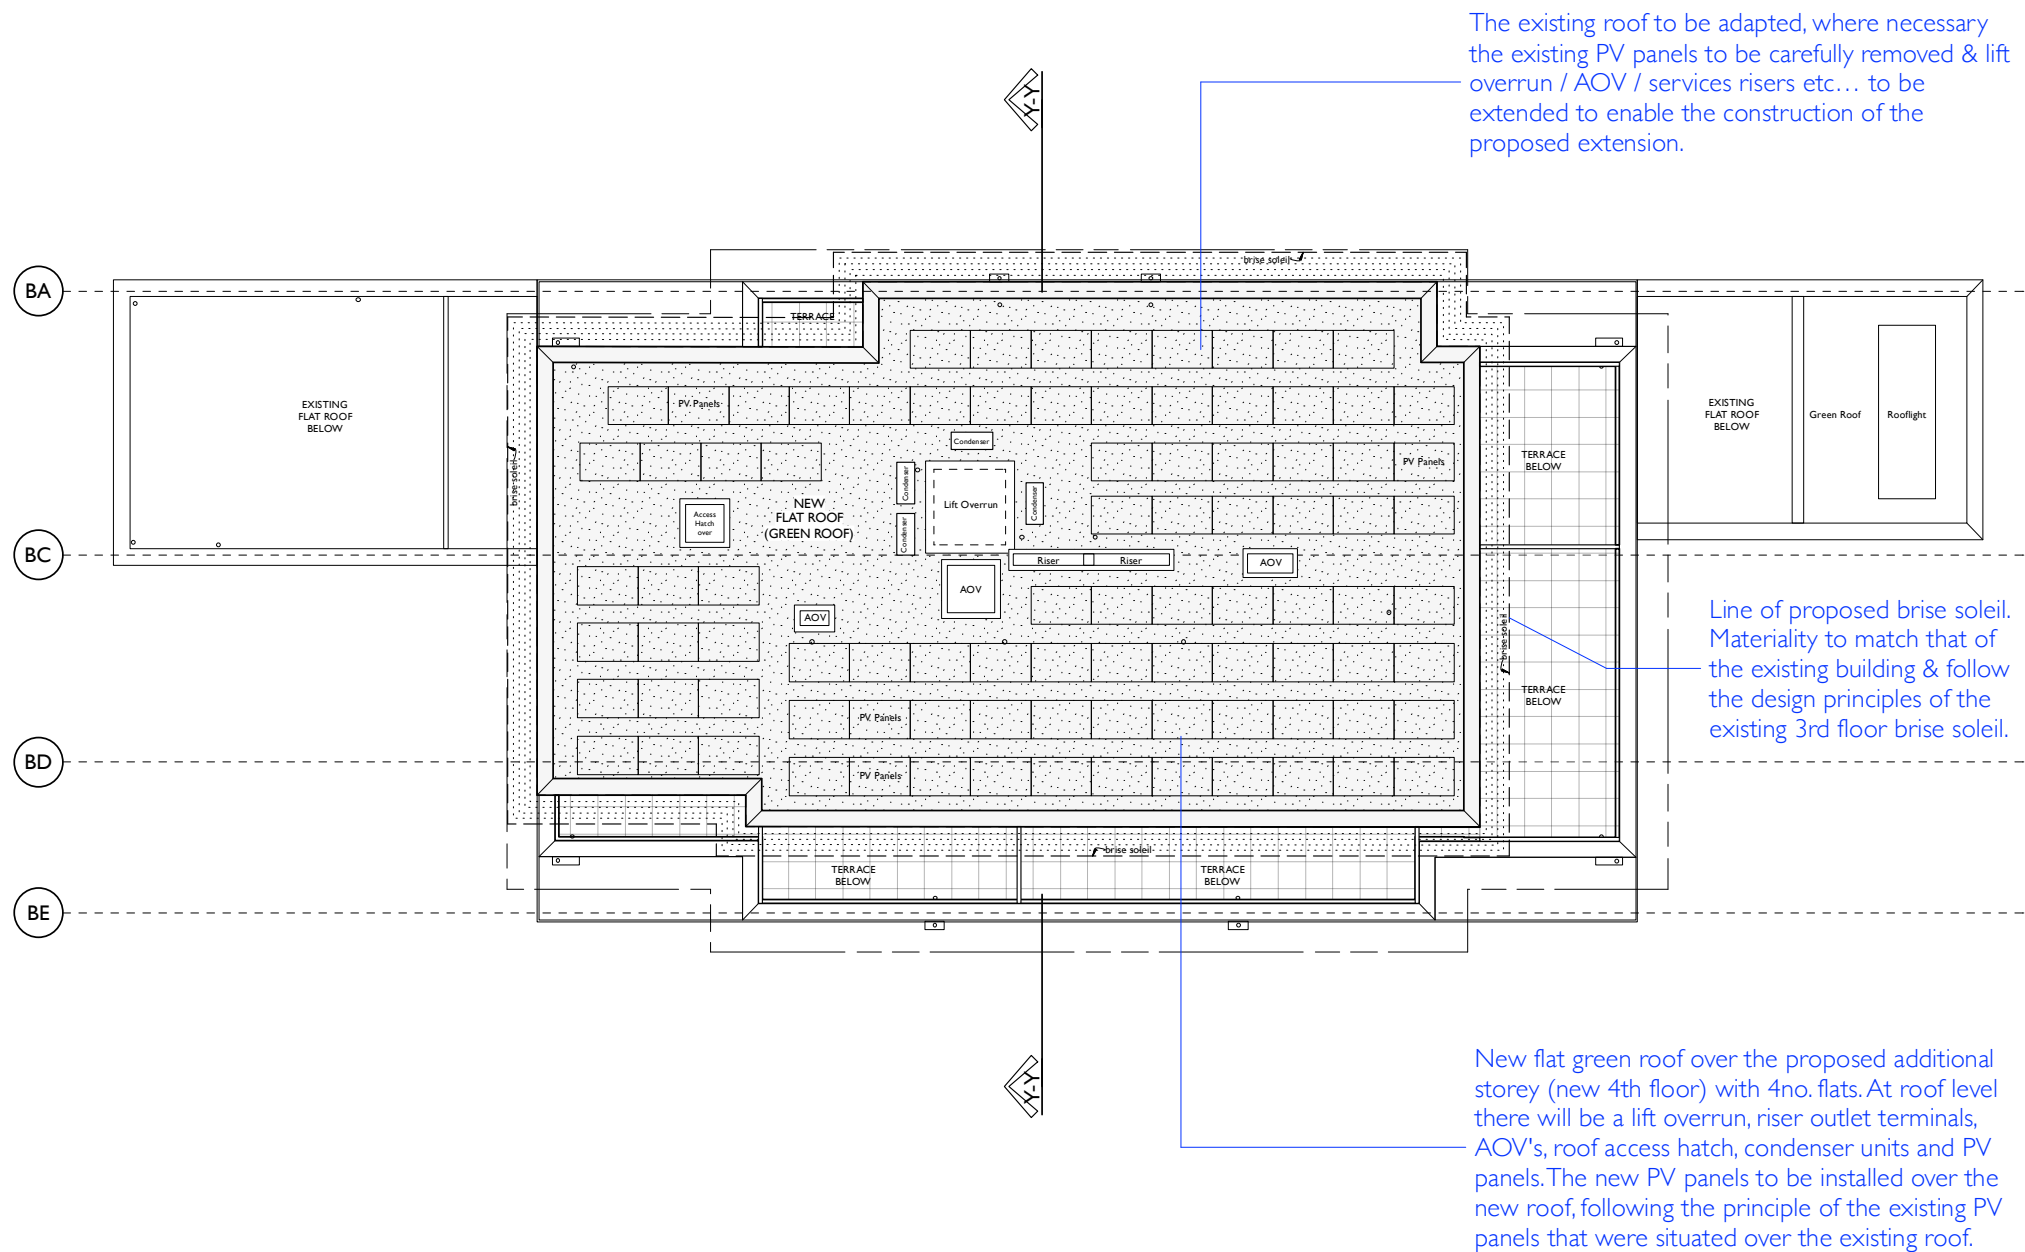 The existing roof to be adapted, where necessary
the existing PV panels to be carefully removed & lift
overrun / AOV / services risers etc... to be
extended to enable the construction of the
proposed extension.
Y-Y
brise soleil
BA
TERRACE
PV Panels
EXISTING
FLAT ROOF
BELOW
EXISTING
FLAT ROOF
BELOW
Green Roof
Rooflight
Condenser
PV Panels
TERRACE
BELOW
brise soleil
Condenser
Condenser
Lift Overrun
Access
Hatch
over
NEW
FLAT ROOF
(GREEN ROOF)
Condenser
BC
Riser
Riser
AOV
AOV
AOV
brise soleil
Line of proposed brise soleil.
Materiality to match that of
the existing building & follow
the design principles of the
existing 3rd floor brise soleil.
TERRACE
BELOW
PV Panels
BD
PV Panels
brise soleil
TERRACE
BELOW
TERRACE
BELOW
BE
Y-Y
New flat green roof over the proposed additional
storey (new 4th floor) with 4no. flats. At roof level
there will be a lift overrun, riser outlet terminals,
AOV's, roof access hatch, condenser units and PV
panels. The new PV panels to be installed over the
new roof, following the principle of the existing PV
panels that were situated over the existing roof.